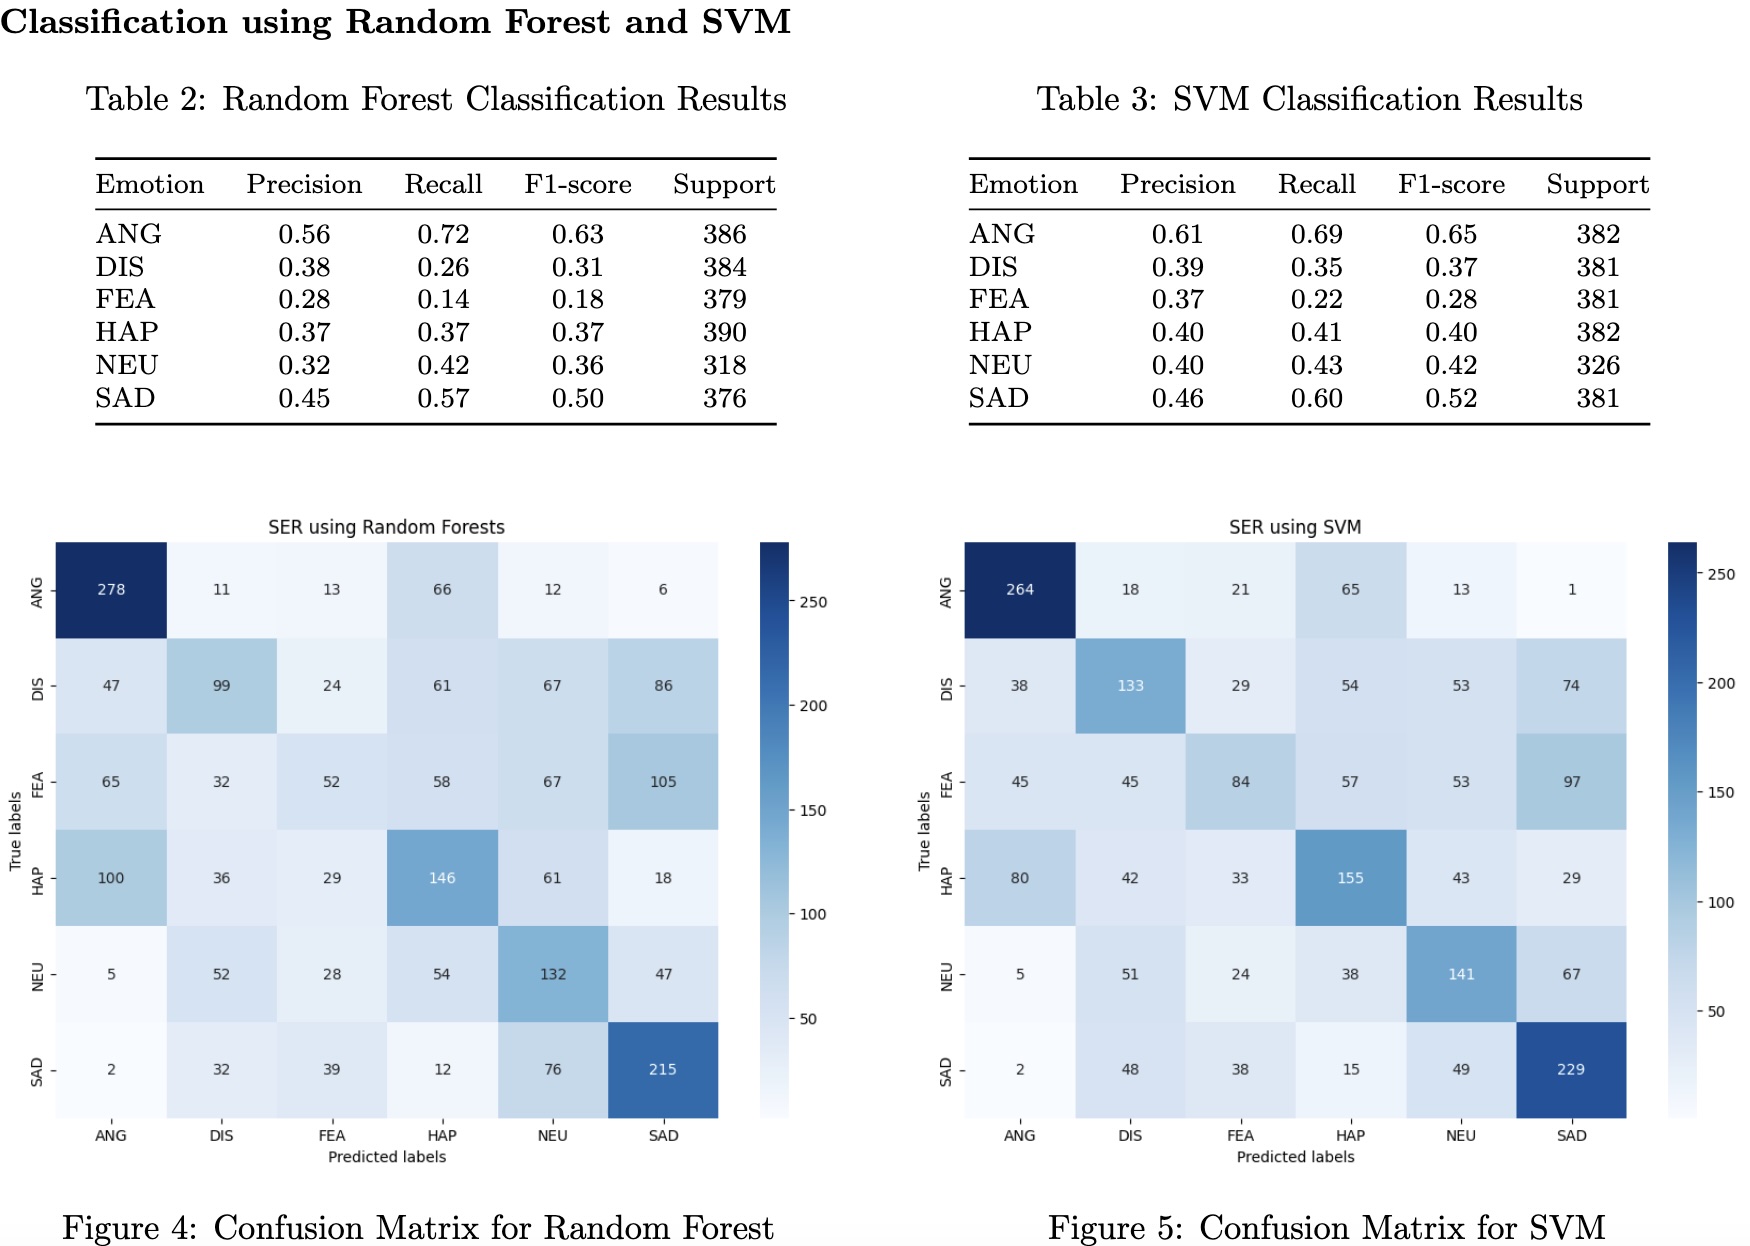 Classification using Random Forest and SVM
Table 2: Random Forest Classification Results
Emotion Precision Recall F1-score Support
ANG 0.56 0.72 0.63 386
DIS 0.38 0.26 0.31 384
FEA 0.28 0.14 0.18 379
HAP 0.37 0.37 0.37 390
NEU 0.32 0.42 0.36 318
SAD 0.45 0.57 0.50 376
Table 3: SVM Classification Results
Emotion Precision Recall F1-score Support
ANG 0.61 0.69 0.65 382
DIS 0.39 0.35 0.37 381
FEA 0.37 0.22 0.28 381
HAP 0.40 0.41 0.40 382
NEU 0.40 0.43 0.42 326
SAD 0.46 0.60 0.52 381
SER using Random Forests
True labels
ANG 278 11 13 66 12 6
DIS 47 99 24 61 67 86
FEA 65 32 52 58 67 105
HAP 100 36 29 146 61 18
NEU 5 52 28 54 132 47
SAD 2 32 39 12 76 215
ANG DIS FEA HAP NEU SAD
Predicted labels
250
200
150
100
50
Figure 4: Confusion Matrix for Random Forest
SER using SVM
True labels
ANG 264 18 21 65 13 1
DIS 38 133 29 54 53 74
FEA 45 45 84 57 53 97
HAP 80 42 33 155 43 29
NEU 5 51 24 38 141 67
SAD 2 48 38 15 49 229
ANG DIS FEA HAP NEU SAD
Predicted labels
250
200
150
100
50
Figure 5: Confusion Matrix for SVM